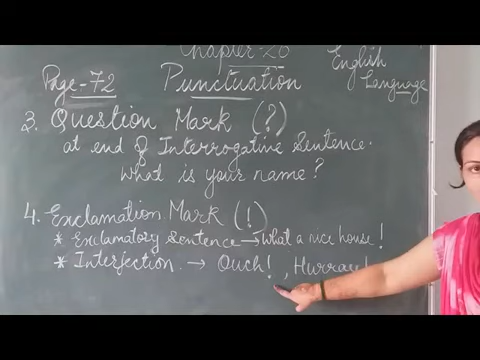 Chapter-20
English
Page-72 Punctuation Language
3. Question Mark (?)
at end of Interrogative Sentence.
What is your name?
4. Exclamation Mark (!)
* Exclamatory Sentence → What a nice house!
* Interjection. → Ouch!, Hurray!